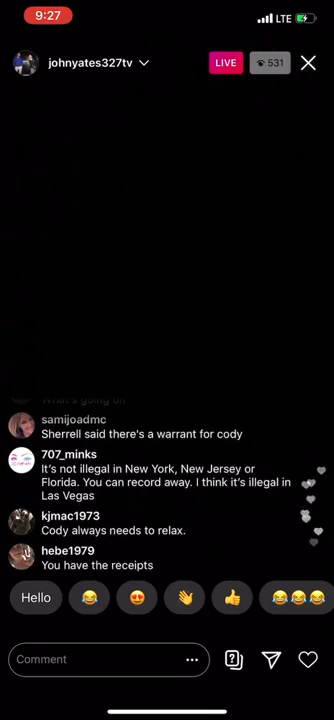 9:27
LTE
johnyates327tv
LIVE
531
What's going on
samijoadmc
Sherrell said there's a warrant for cody
707_minks
It's not illegal in New York, New Jersey or
Florida. You can record away. I think it's illegal in
Las Vegas
kjmac1973
Cody always needs to relax.
hebe1979
You have the receipts
Hello
Comment